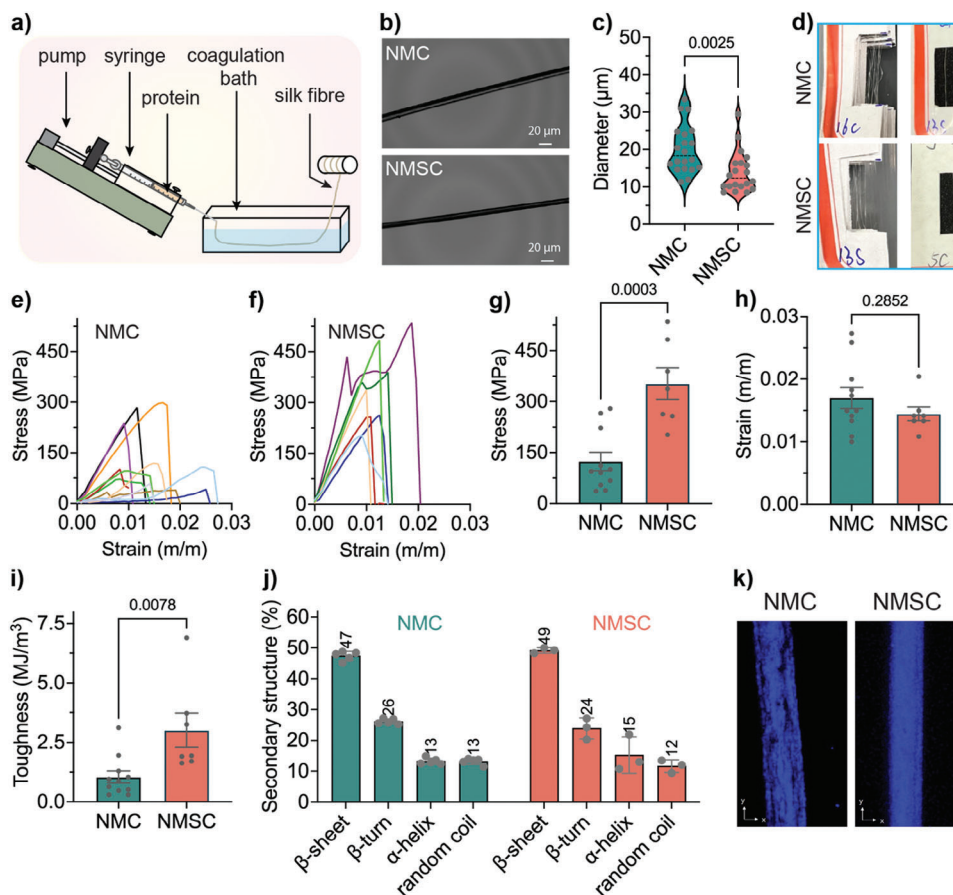 a)
pump
syringe
coagulation
bath
protein
silk fibre
b)
NMC
20 µm
NMSC
20 µm
c)
0.0025
Diameter (µm)
50
40
30
20
10
0
NMC
NMSC
d)
NMC
NMSC
16C
12C
13S
5C
e)
NMC
Stress (MPa)
450
300
150
0
0.00
0.01
0.02
0.03
Strain (m/m)
f)
NMSC
Stress (MPa)
450
300
150
0
0.00
0.01
0.02
0.03
Strain (m/m)
g)
0.0003
Stress (MPa)
450
300
150
0
NMC
NMSC
h)
0.2852
Strain (m/m)
0.03
0.02
0.01
0.00
NMC
NMSC
i)
0.0078
Toughness (MJ/m³)
7.5
5.0
2.5
0.0
NMC
NMSC
j)
Secondary structure (%)
60
50
40
30
20
10
0
NMC
NMSC
47
26
13
13
49
24
15
12
β-sheet
β-turn
α-helix
random coil
β-sheet
β-turn
α-helix
random coil
k)
NMC
NMSC
y
x
y
x